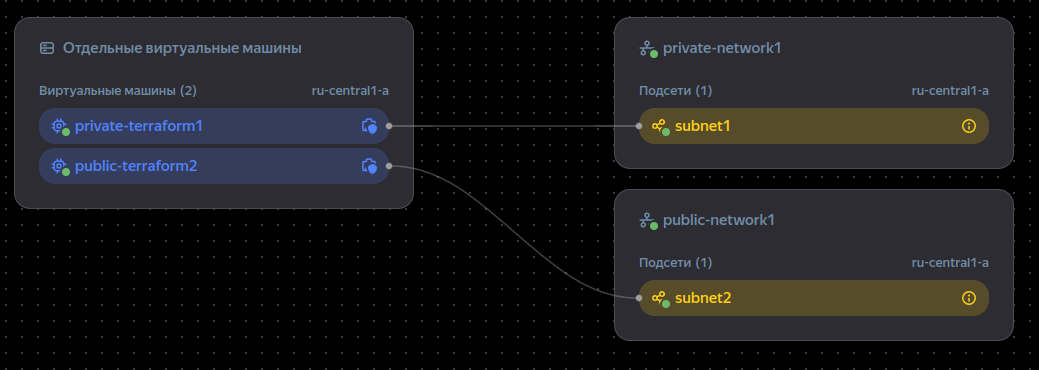 Отдельные виртуальные машины
Виртуальные машины (2) ru-central1-a
private-terraform1
public-terraform2
private-network1
Подсети (1) ru-central1-a
subnet1
public-network1
Подсети (1) ru-central1-a
subnet2